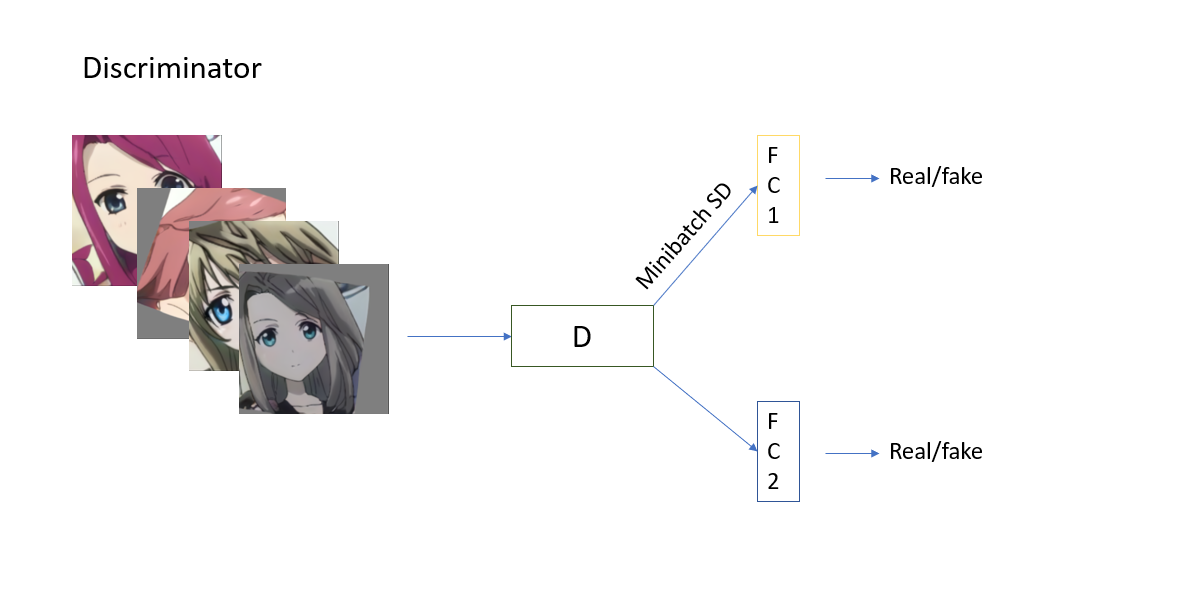 Discriminator
Minibatch SD
F
C
1
Real/fake
D
F
C
2
Real/fake